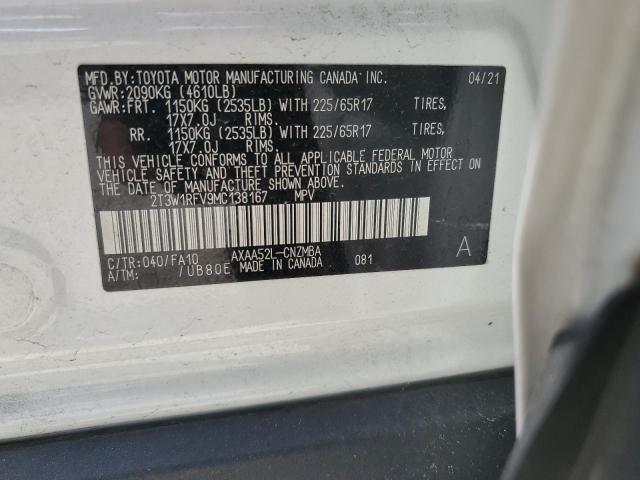 MFD.BY:TOYOTA MOTOR MANUFACTURING CANADA INC. 04/21
GVWR:2090KG (4610LB)
GAWR:FRT. 1150KG (2535LB) WITH 225/65R17 TIRES,
17X7.0J RIMS.
RR. 1150KG (2535LB) WITH 225/65R17 TIRES,
17X7.0J RIMS.
THIS VEHICLE CONFORMS TO ALL APPLICABLE FEDERAL MOTOR
VEHICLE SAFETY AND THEFT PREVENTION STANDARDS IN EFFECT ON
THE DATE OF MANUFACTURE SHOWN ABOVE.
2T3W1RFV9MC138167 MPV
C/TR:040/FA10 AXAA52L-CNZMBA A
A/TM: /UB80E MADE IN CANADA 081